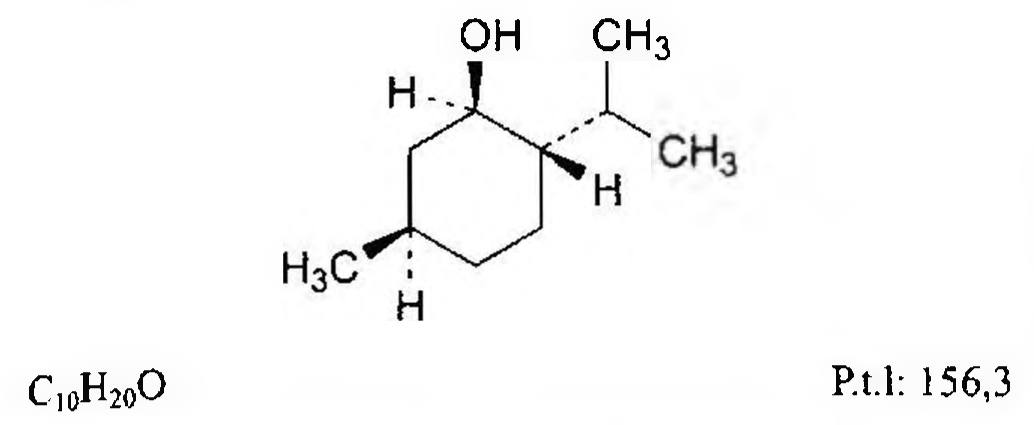 OH CH₃
H
CH₃
H
H₃C
H
C₁₀H₂₀O P.t.l: 156,3